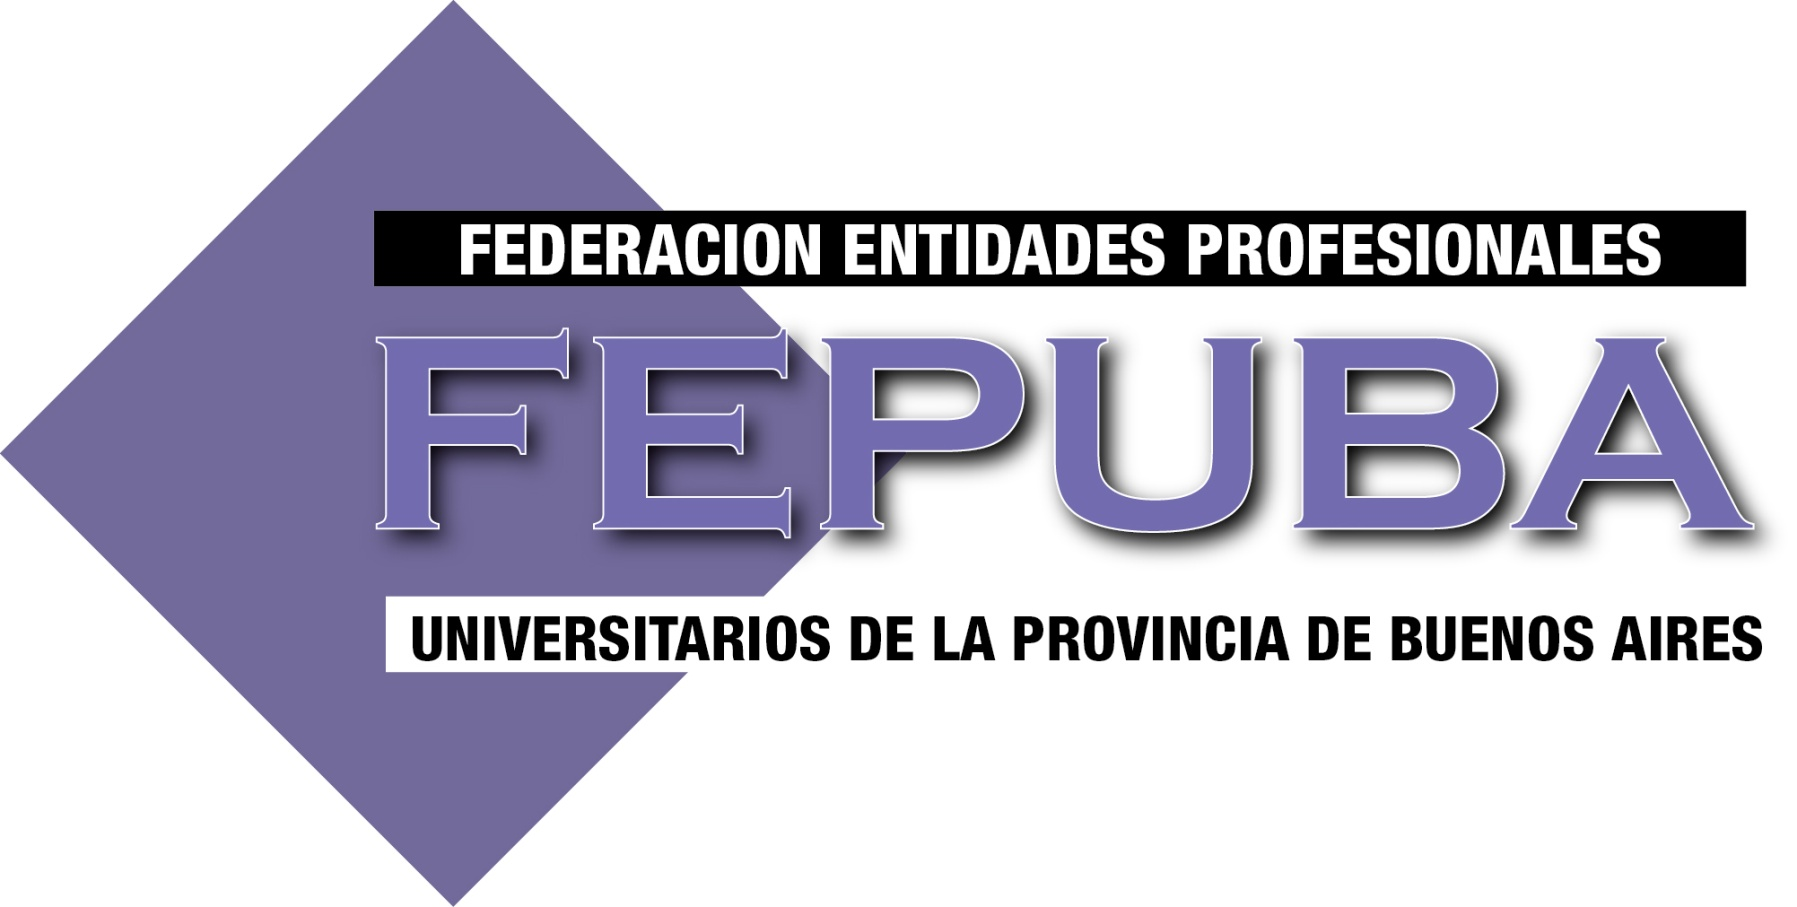 FEDERACION ENTIDADES PROFESIONALES
FEPUBA
UNIVERSITARIOS DE LA PROVINCIA DE BUENOS AIRES